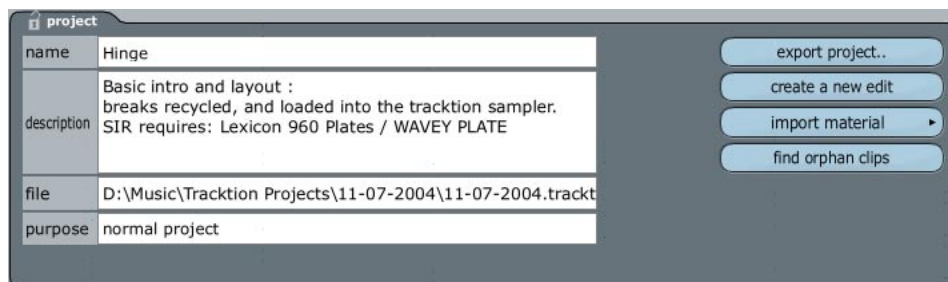 project
name
Hinge
description
Basic intro and layout :
breaks recycled, and loaded into the tracktion sampler.
SIR requires: Lexicon 960 Plates / WAVEY PLATE
file
D:\Music\Tracktion Projects\11-07-2004\11-07-2004.trackt
purpose
normal project
export project..
create a new edit
import material
find orphan clips